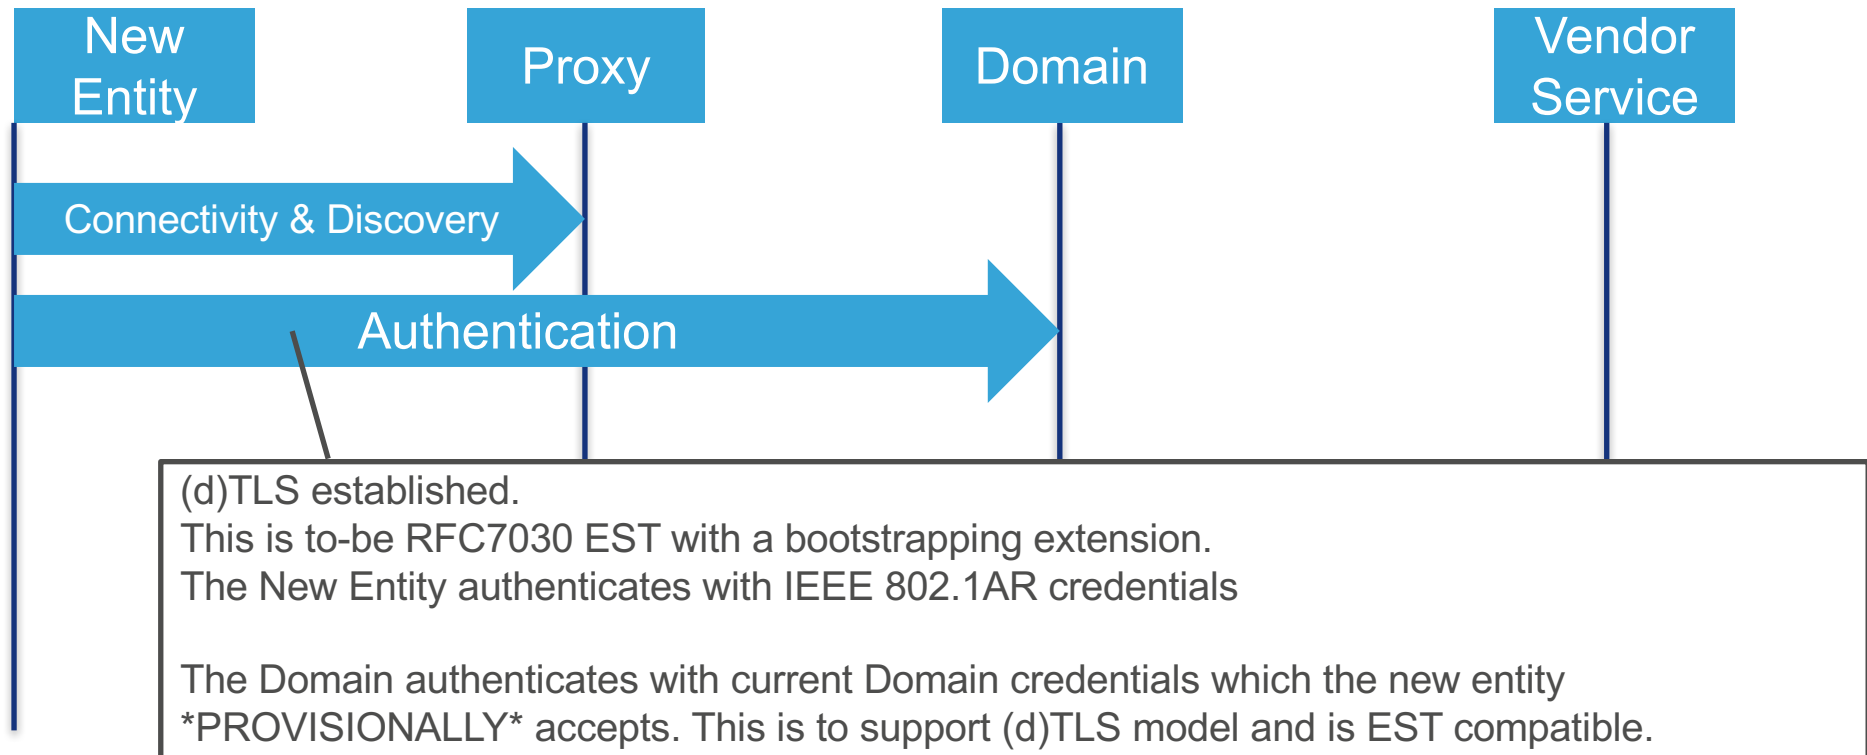 New
Entity
Proxy
Domain
Vendor
Service
Connectivity & Discovery
Authentication
(d)TLS established.
This is to-be RFC7030 EST with a bootstrapping extension.
The New Entity authenticates with IEEE 802.1AR credentials
The Domain authenticates with current Domain credentials which the new entity
*PROVISIONALLY* accepts. This is to support (d)TLS model and is EST compatible.